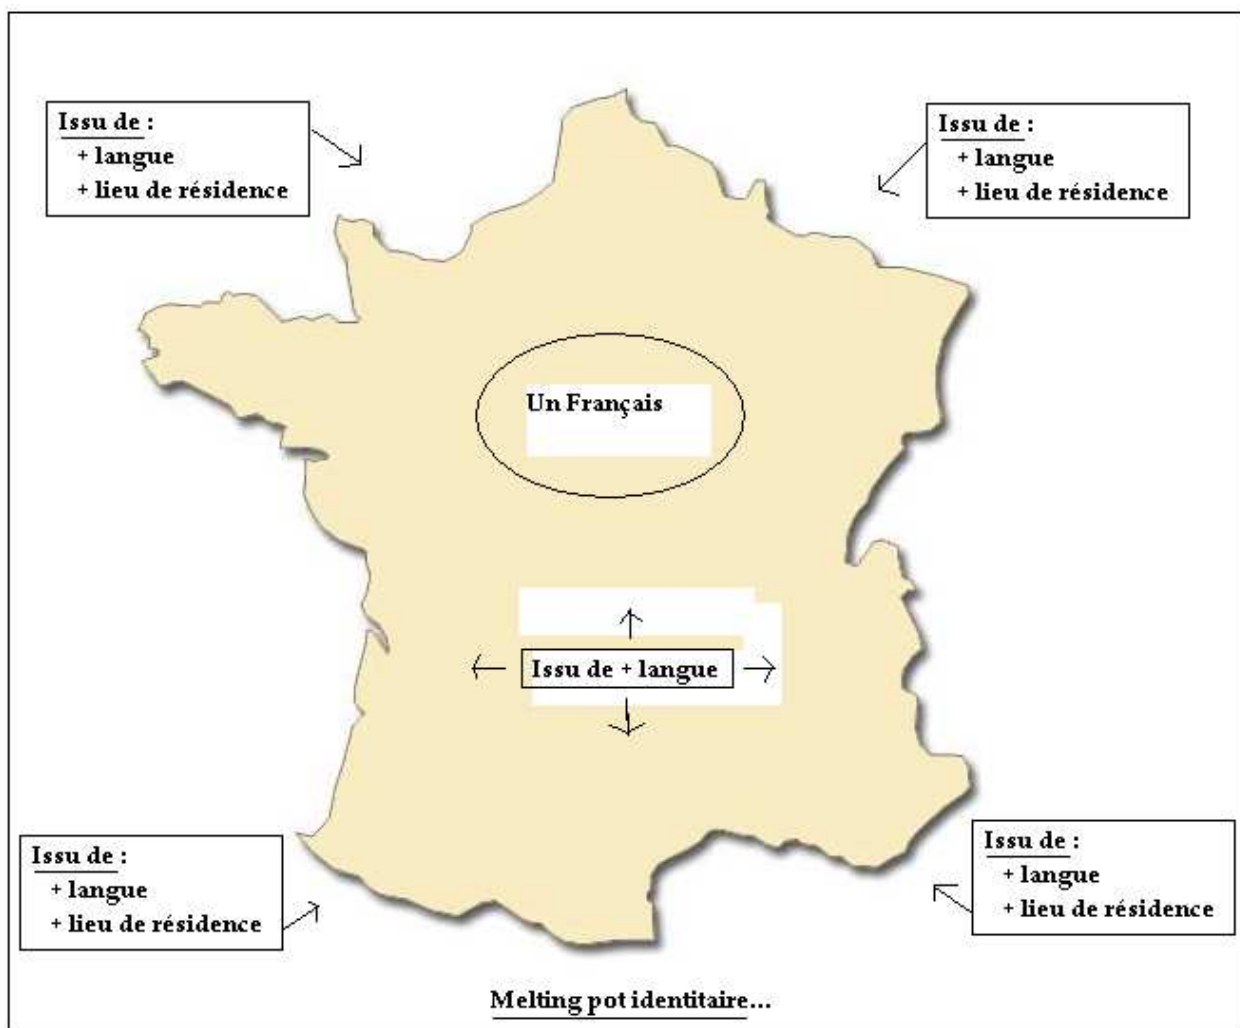 Issu de :
+ langue
+ lieu de résidence
Issu de :
+ langue
+ lieu de résidence
Un Français
Issu de + langue
Issu de :
+ langue
+ lieu de résidence
Issu de :
+ langue
+ lieu de résidence
Melting pot identitaire...